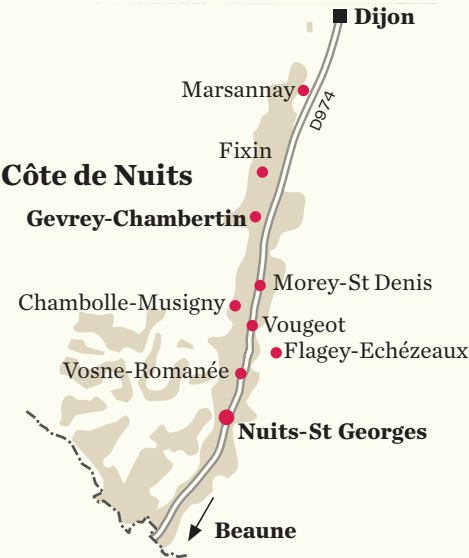 Dijon
Marsannay
D974
Fixin
Côte de Nuits
Gevrey-Chambertin
Morey-St Denis
Chambolle-Musigny
Vougeot
Flagey-Echézeaux
Vosne-Romanée
Nuits-St Georges
Beaune